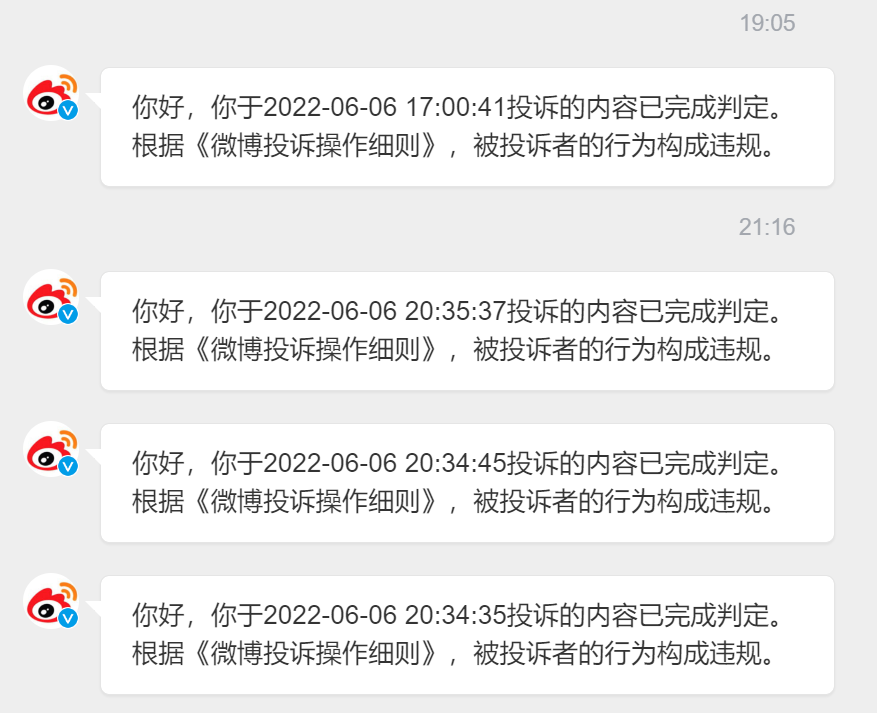 19:05
你好，你于2022-06-06 17:00:41投诉的内容已完成判定。
根据《微博投诉操作细则》，被投诉者的行为构成违规。
21:16
你好，你于2022-06-06 20:35:37投诉的内容已完成判定。
根据《微博投诉操作细则》，被投诉者的行为构成违规。
你好，你于2022-06-06 20:34:45投诉的内容已完成判定。
根据《微博投诉操作细则》，被投诉者的行为构成违规。
你好，你于2022-06-06 20:34:35投诉的内容已完成判定。
根据《微博投诉操作细则》，被投诉者的行为构成违规。